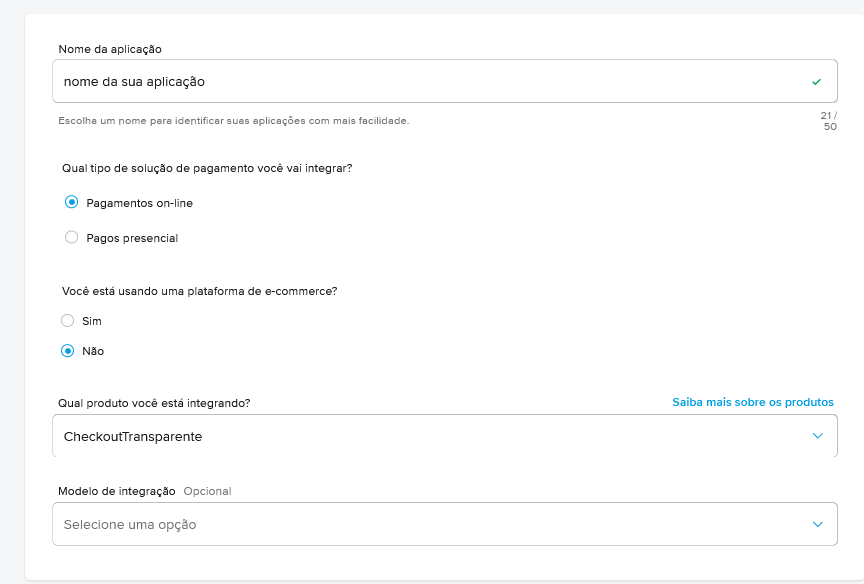 Nome da aplicação
nome da sua aplicação
Escolha um nome para identificar suas aplicações com mais facilidade.
21 /
50
Qual tipo de solução de pagamento você vai integrar?
Pagamentos on-line
Pagos presencial
Você está usando uma plataforma de e-commerce?
Sim
Não
Qual produto você está integrando? Saiba mais sobre os produtos
CheckoutTransparente
Modelo de integração Opcional
Selecione uma opção